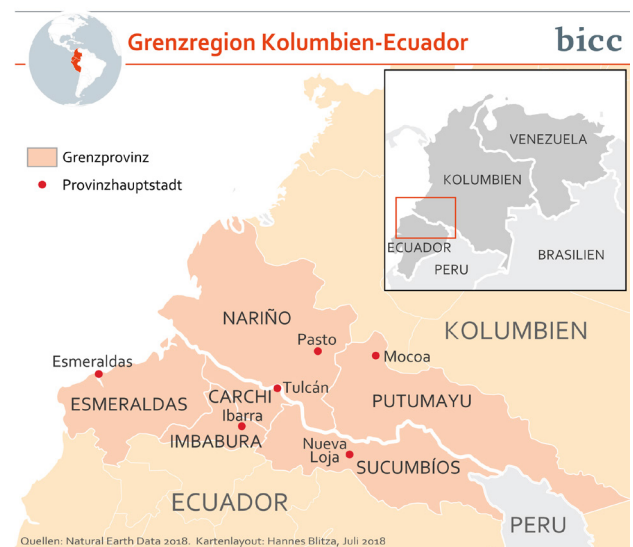 Grenzregion Kolumbien-Ecuador
bicc
Grenzprovinz
Provinzhauptstadt
VENEZUELA
KOLUMBIEN
ECUADOR
BRASILIEN
PERU
NARIÑO
Pasto
KOLUMBIEN
Mocoa
Esmeraldas
Tulcán
ESMERALDAS
CARCHI
PUTUMAYU
Ibarra
IMBABURA
Nueva
Loja
SUCUMBÍOS
ECUADOR
PERU
Quellen: Natural Earth Data 2018. Kartenlayout: Hannes Blitza, Juli 2018